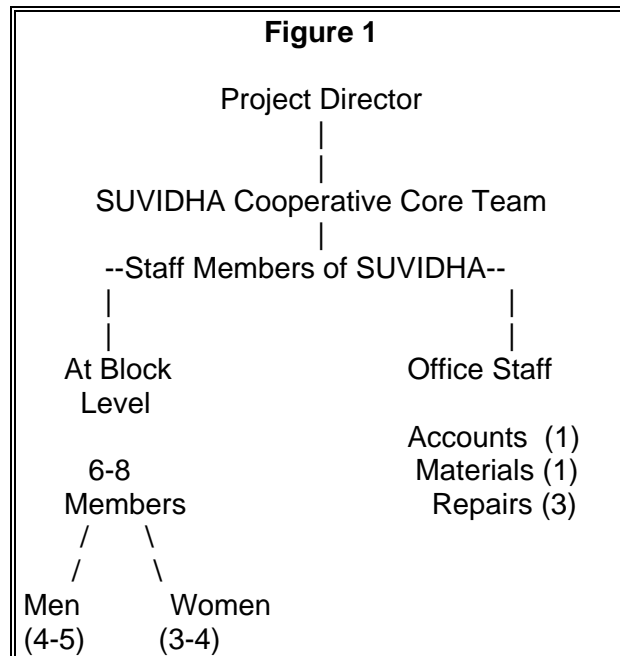 Figure 1
Project Director
|
|
SUVIDHA Cooperative Core Team
|
--Staff Members of SUVIDHA--
| |
| |
At Block Office Staff
Level
Accounts (1)
6-8 Materials (1)
Members Repairs (3)
/ \
/ \
Men Women
(4-5) (3-4)